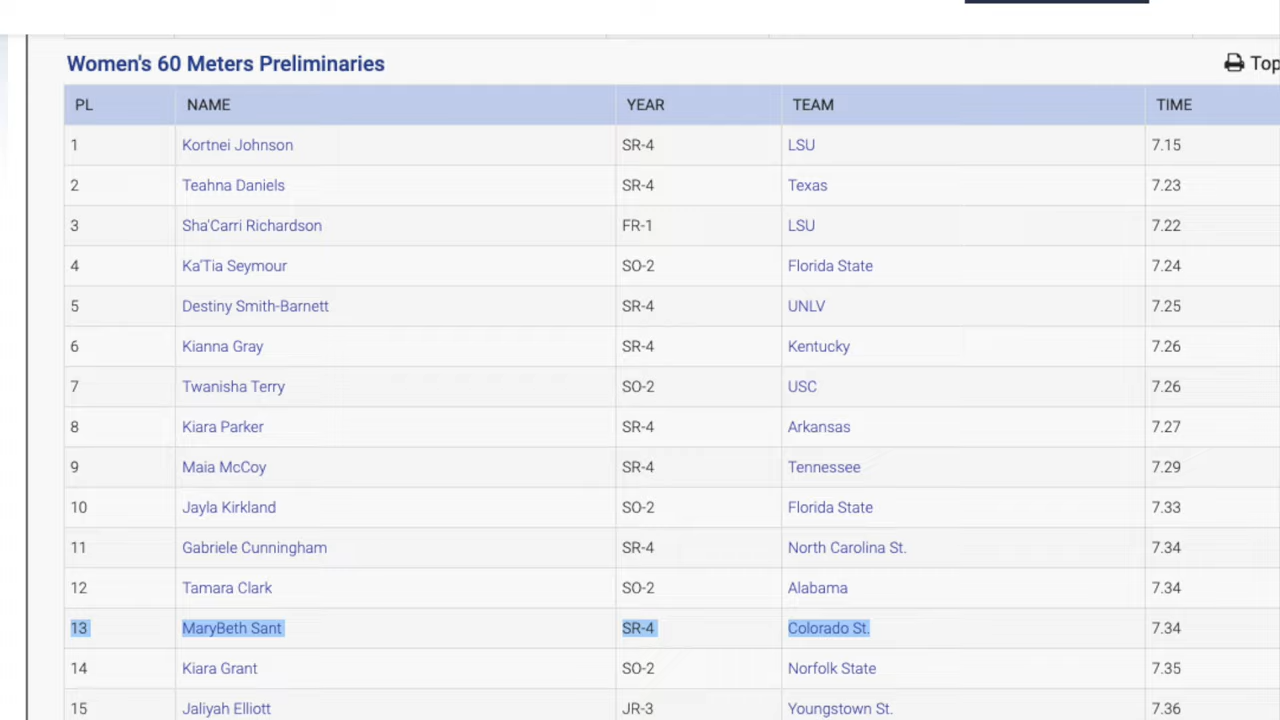 Women's 60 Meters Preliminaries Top
PL NAME YEAR TEAM TIME
1 Kortnei Johnson SR-4 LSU 7.15
2 Teahna Daniels SR-4 Texas 7.23
3 Sha'Carri Richardson FR-1 LSU 7.22
4 Ka'Tia Seymour SO-2 Florida State 7.24
5 Destiny Smith-Barnett SR-4 UNLV 7.25
6 Kianna Gray SR-4 Kentucky 7.26
7 Twanisha Terry SO-2 USC 7.26
8 Kiara Parker SR-4 Arkansas 7.27
9 Maia McCoy SR-4 Tennessee 7.29
10 Jayla Kirkland SO-2 Florida State 7.33
11 Gabriele Cunningham SR-4 North Carolina St. 7.34
12 Tamara Clark SO-2 Alabama 7.34
13 MaryBeth Sant SR-4 Colorado St. 7.34
14 Kiara Grant SO-2 Norfolk State 7.35
15 Jaliyah Elliott JR-3 Youngstown St. 7.36